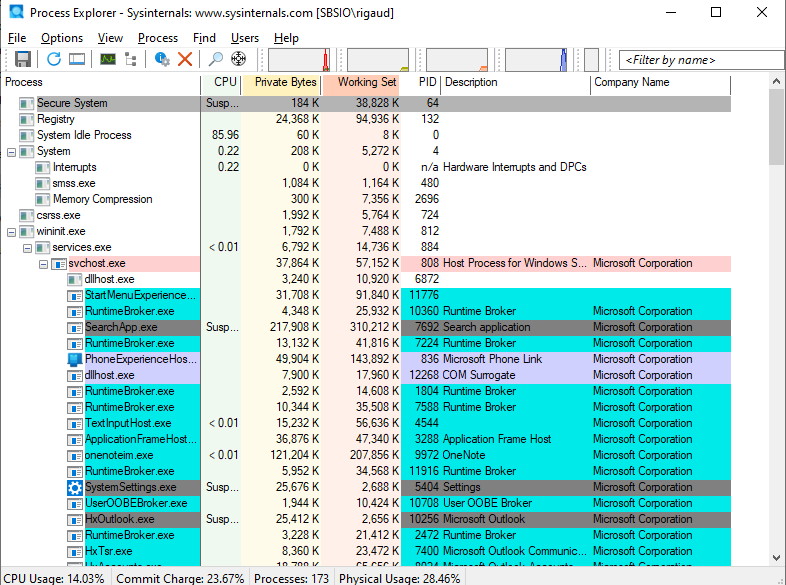 Process Explorer - Sysinternals: www.sysinternals.com [SBSIO\rigaud]
File Options View Process Find Users Help
<Filter by name>
Process CPU Private Bytes Working Set PID Description Company Name
Secure System Susp... 184 K 38,828 K 64
Registry 24,368 K 94,936 K 132
System Idle Process 85.96 60 K 8 K 0
System 0.22 208 K 5,272 K 4
Interrupts 0.22 0 K 0 K n/a Hardware Interrupts and DPCs
smss.exe 1,084 K 1,164 K 480
Memory Compression 300 K 7,356 K 2696
csrss.exe 1,992 K 5,764 K 724
wininit.exe 1,792 K 7,488 K 812
services.exe < 0.01 6,792 K 14,736 K 884
svchost.exe 37,864 K 57,152 K 808 Host Process for Windows S... Microsoft Corporation
dllhost.exe 3,240 K 10,920 K 6872
StartMenuExperience... 31,708 K 91,840 K 11776
RuntimeBroker.exe 4,348 K 25,932 K 10360 Runtime Broker Microsoft Corporation
SearchApp.exe Susp... 217,908 K 310,212 K 7692 Search application Microsoft Corporation
RuntimeBroker.exe 13,132 K 41,816 K 7224 Runtime Broker Microsoft Corporation
PhoneExperienceHos... 49,904 K 143,892 K 836 Microsoft Phone Link Microsoft Corporation
dllhost.exe 7,900 K 17,960 K 12268 COM Surrogate Microsoft Corporation
RuntimeBroker.exe 2,592 K 14,608 K 1804 Runtime Broker Microsoft Corporation
RuntimeBroker.exe 10,344 K 35,508 K 7588 Runtime Broker Microsoft Corporation
TextInputHost.exe < 0.01 15,232 K 56,636 K 4544 Microsoft Corporation
ApplicationFrameHost... 36,876 K 47,340 K 3288 Application Frame Host Microsoft Corporation
onenoteim.exe < 0.01 121,204 K 207,856 K 9972 OneNote Microsoft Corporation
RuntimeBroker.exe 5,952 K 34,568 K 11916 Runtime Broker Microsoft Corporation
SystemSettings.exe Susp... 25,676 K 2,688 K 5404 Settings Microsoft Corporation
UserOOBEBroker.exe 1,944 K 10,424 K 10708 User OOBE Broker Microsoft Corporation
HxOutlook.exe Susp... 25,412 K 2,656 K 10256 Microsoft Outlook Microsoft Corporation
RuntimeBroker.exe 3,228 K 21,412 K 2472 Runtime Broker Microsoft Corporation
HxTsr.exe 8,360 K 23,472 K 7400 Microsoft Outlook Communic... Microsoft Corporation
CPU Usage: 14.03% Commit Charge: 23.67% Processes: 173 Physical Usage: 28.46%